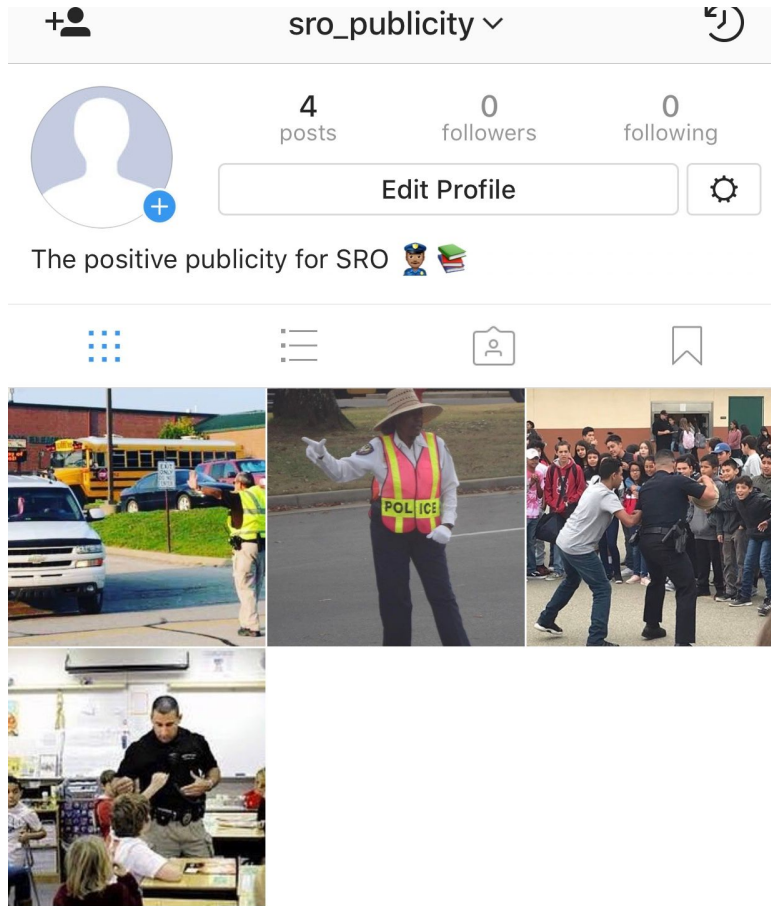 sro_publicity
4
posts
0
followers
0
following
Edit Profile
The positive publicity for SRO 👮🏽📚
POLICE